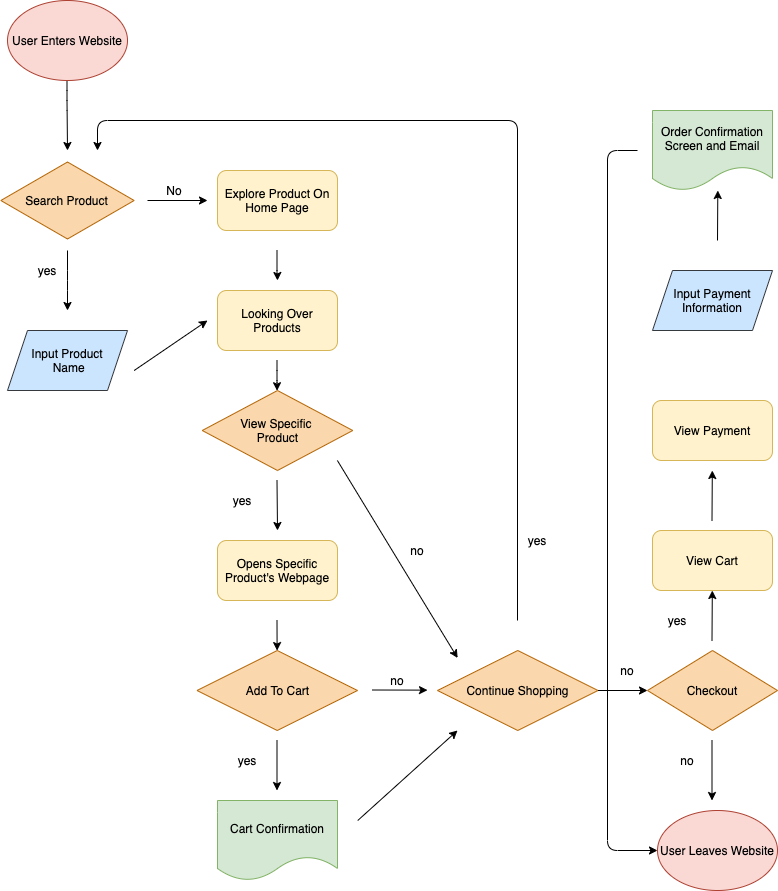 User Enters Website
Search Product
No
Explore Product On
Home Page
yes
Input Product
Name
Looking Over
Products
View Specific
Product
yes
no
Opens Specific
Product's Webpage
Add To Cart
no
yes
Cart Confirmation
Continue Shopping
yes
no
Checkout
yes
View Cart
View Payment
Input Payment
Information
Order Confirmation
Screen and Email
no
User Leaves Website